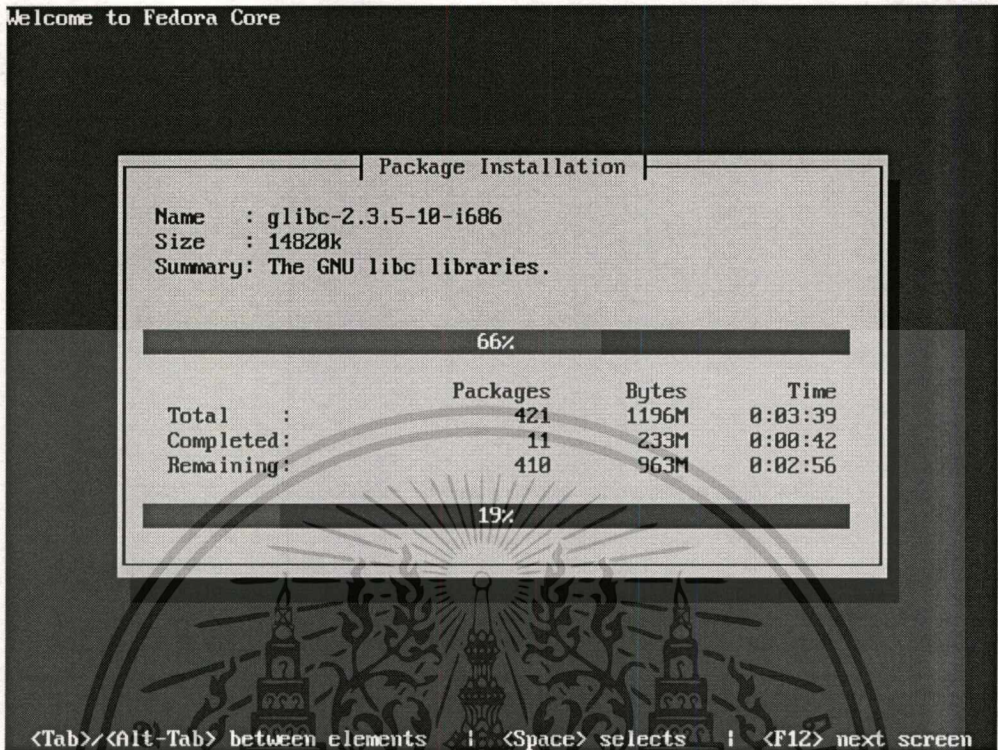 Welcome to Fedora Core
Package Installation
Name : glibc-2.3.5-10-i686
Size : 14820k
Summary: The GNU libc libraries.
66%
Packages Bytes Time
Total : 421 1196M 0:03:39
Completed: 11 233M 0:00:42
Remaining: 410 963M 0:02:56
19%
<Tab>/<Alt-Tab> between elements | <Space> selects | <F12> next screen